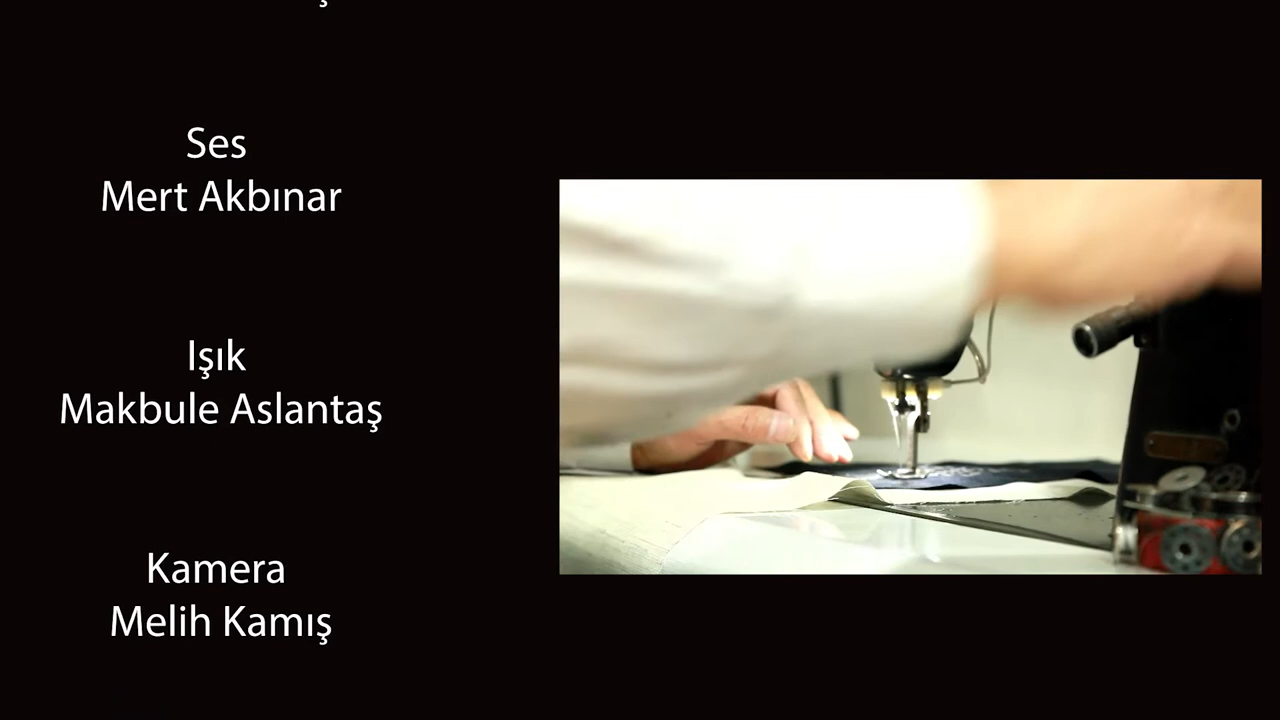 Ses
Mert Akbınar
Işık
Makbule Aslantaş
Kamera
Melih Kamış